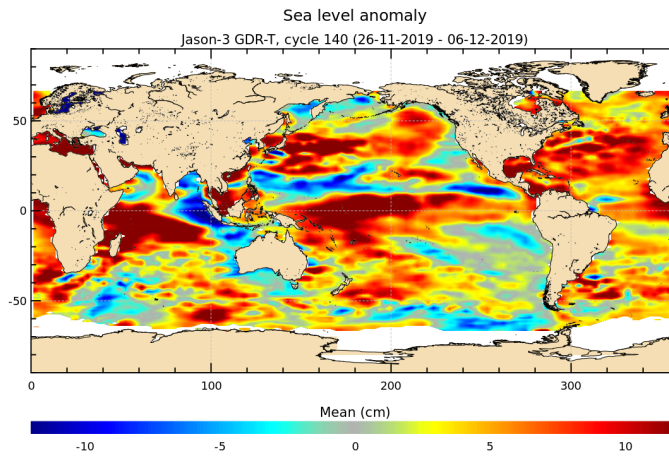 Sea level anomaly
Jason-3 GDR-T, cycle 140 (26-11-2019 - 06-12-2019)
50
0
-50
0 100 200 300
Mean (cm)
-10 -5 0 5 10